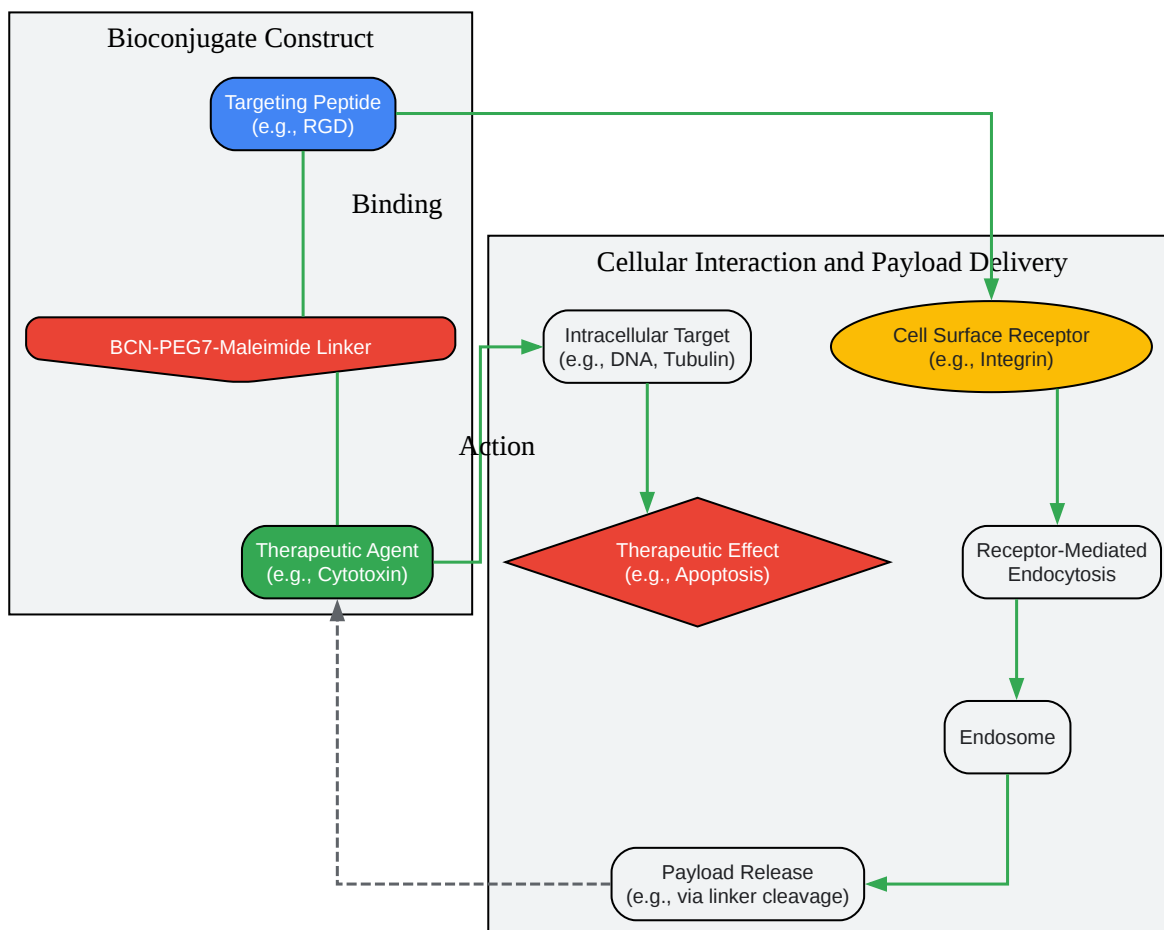 Bioconjugate Construct
Targeting Peptide
(e.g., RGD)
Binding
BCN-PEG7-Maleimide Linker
Action
Therapeutic Agent
(e.g., Cytotoxin)
Cellular Interaction and Payload Delivery
Intracellular Target
(e.g., DNA, Tubulin)
Cell Surface Receptor
(e.g., Integrin)
Therapeutic Effect
(e.g., Apoptosis)
Receptor-Mediated
Endocytosis
Endosome
Payload Release
(e.g., via linker cleavage)